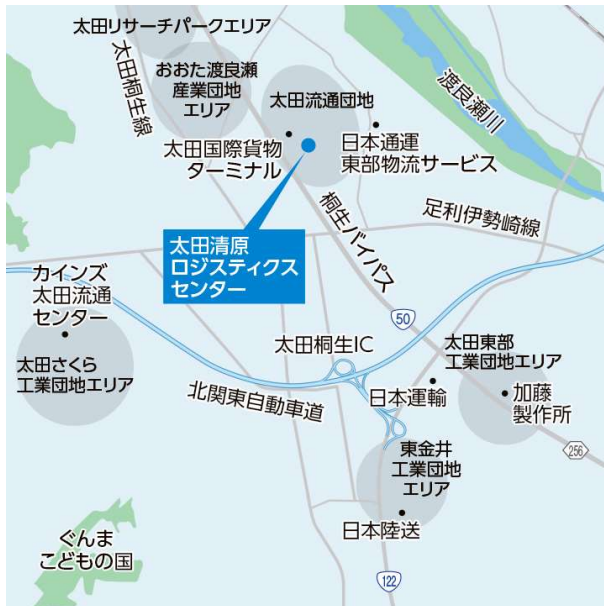 太田リサーチパークエリア
太田桐生線
おおた渡良瀬
産業団地
エリア
太田流通団地
渡良瀬川
太田国際貨物
ターミナル
日本通運
東部物流サービス
桐生バイパス
足利伊勢崎線
太田清原
ロジスティクス
センター
カインズ
太田流通
センター
50
太田桐生IC
太田東部
工業団地エリア
太田さくら
工業団地エリア
北関東自動車道
日本運輸
加藤
製作所
東金井
工業団地
エリア
256
日本陸送
ぐんま
こどもの国
122